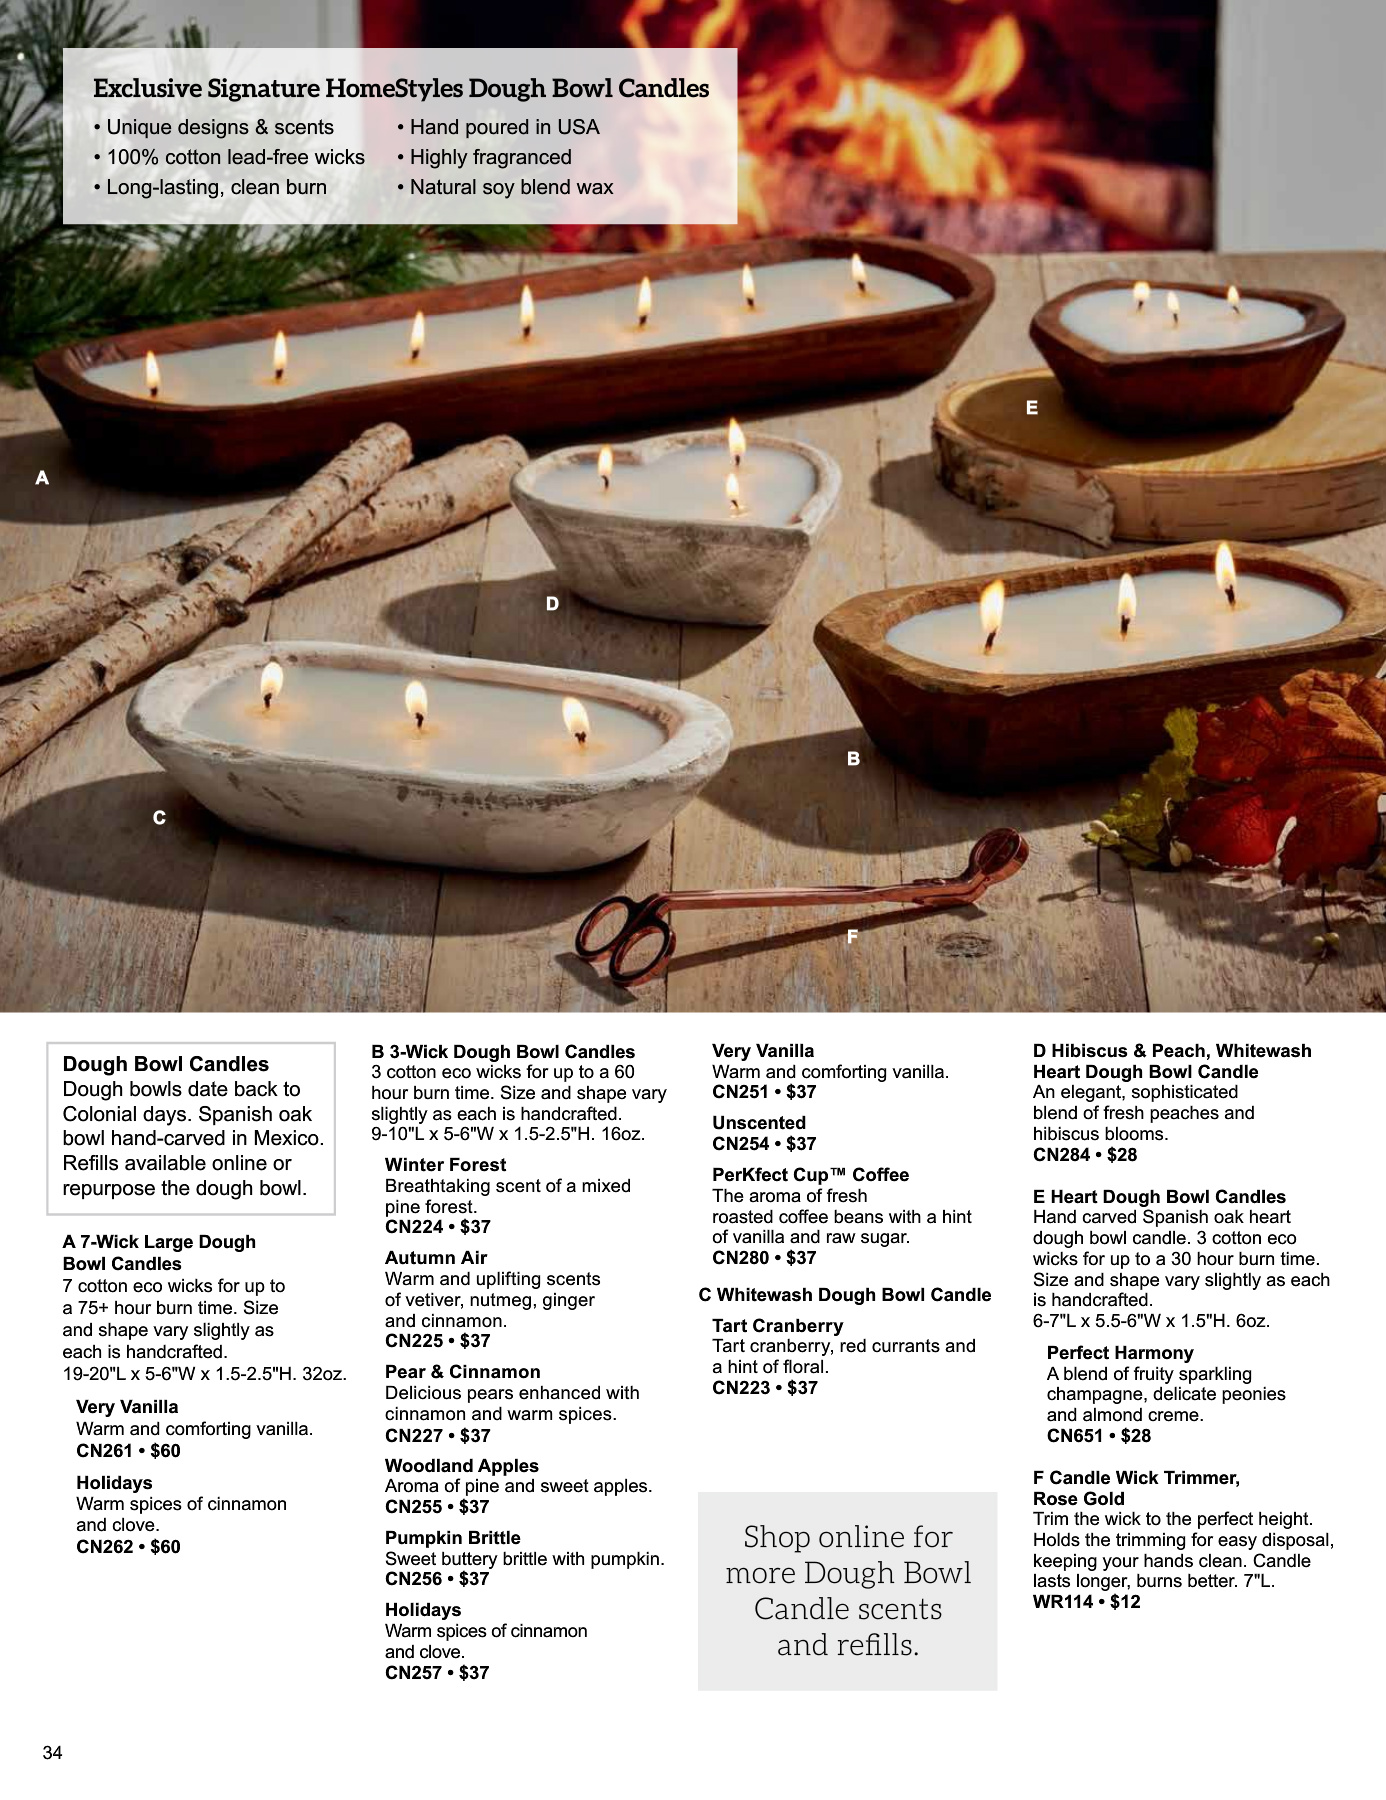 Exclusive Signature HomeStyles Dough Bowl Candles
• Unique designs & scents
• 100% cotton lead-free wicks
• Long-lasting, clean burn
• Hand poured in USA
• Highly fragranced
• Natural soy blend wax
A
E
D
B
C
F
Dough Bowl Candles
Dough bowls date back to
Colonial days. Spanish oak
bowl hand-carved in Mexico.
Refills available online or
repurpose the dough bowl.
A 7-Wick Large Dough
Bowl Candles
7 cotton eco wicks for up to
a 75+ hour burn time. Size
and shape vary slightly as
each is handcrafted.
19-20"L x 5-6"W x 1.5-2.5"H. 32oz.
Very Vanilla
Warm and comforting vanilla.
CN261 • $60
Holidays
Warm spices of cinnamon
and clove.
CN262 • $60
B 3-Wick Dough Bowl Candles
3 cotton eco wicks for up to a 60
hour burn time. Size and shape vary
slightly as each is handcrafted.
9-10"L x 5-6"W x 1.5-2.5"H. 16oz.
Winter Forest
Breathtaking scent of a mixed
pine forest.
CN224 • $37
Autumn Air
Warm and uplifting scents
of vetiver, nutmeg, ginger
and cinnamon.
CN225 • $37
Pear & Cinnamon
Delicious pears enhanced with
cinnamon and warm spices.
CN227 • $37
Woodland Apples
Aroma of pine and sweet apples.
CN255 • $37
Pumpkin Brittle
Sweet buttery brittle with pumpkin.
CN256 • $37
Holidays
Warm spices of cinnamon
and clove.
CN257 • $37
Very Vanilla
Warm and comforting vanilla.
CN251 • $37
Unscented
CN254 • $37
PerKfect Cup™ Coffee
The aroma of fresh
roasted coffee beans with a hint
of vanilla and raw sugar.
CN280 • $37
C Whitewash Dough Bowl Candle
Tart Cranberry
Tart cranberry, red currants and
a hint of floral.
CN223 • $37
Shop online for
more Dough Bowl
Candle scents
and refills.
D Hibiscus & Peach, Whitewash
Heart Dough Bowl Candle
An elegant, sophisticated
blend of fresh peaches and
hibiscus blooms.
CN284 • $28
E Heart Dough Bowl Candles
Hand carved Spanish oak heart
dough bowl candle. 3 cotton eco
wicks for up to a 30 hour burn time.
Size and shape vary slightly as each
is handcrafted.
6-7"L x 5.5-6"W x 1.5"H. 6oz.
Perfect Harmony
A blend of fruity sparkling
champagne, delicate peonies
and almond creme.
CN651 • $28
F Candle Wick Trimmer,
Rose Gold
Trim the wick to the perfect height.
Holds the trimming for easy disposal,
keeping your hands clean. Candle
lasts longer, burns better. 7"L.
WR114 • $12
34